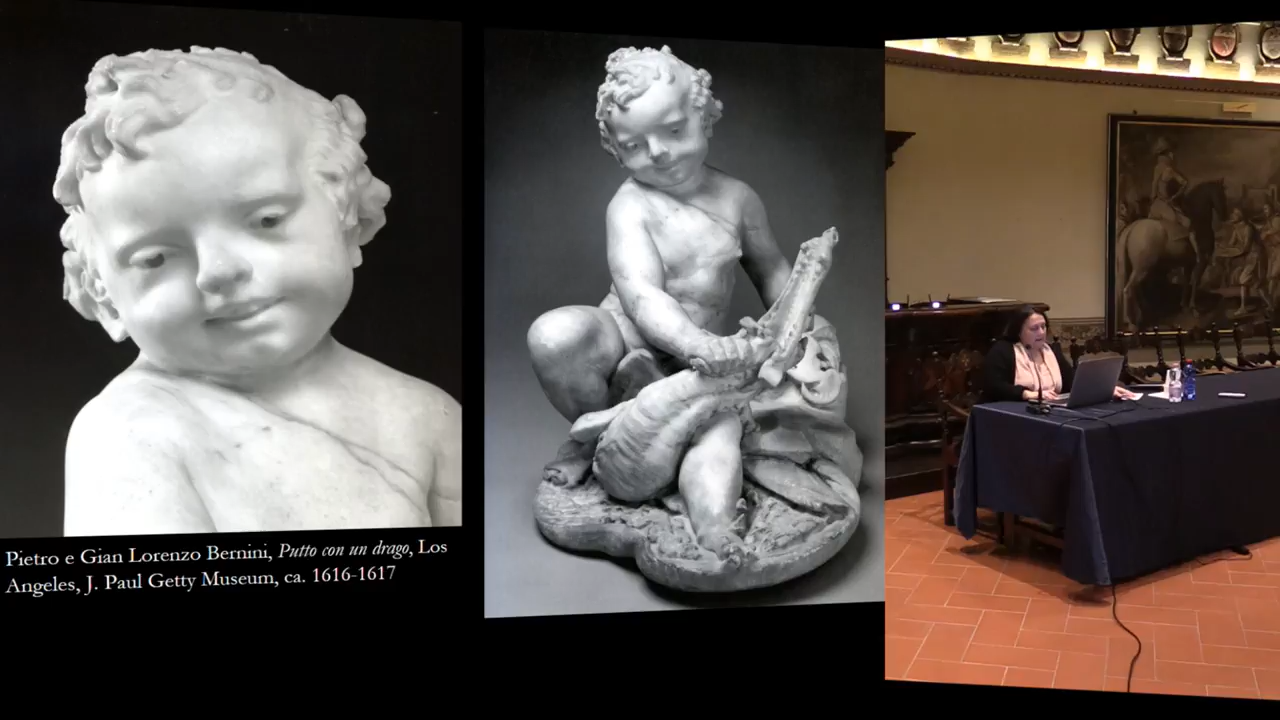 Pietro e Gian Lorenzo Bernini, Putto con un drago, Los
Angeles, J. Paul Getty Museum, ca. 1616-1617